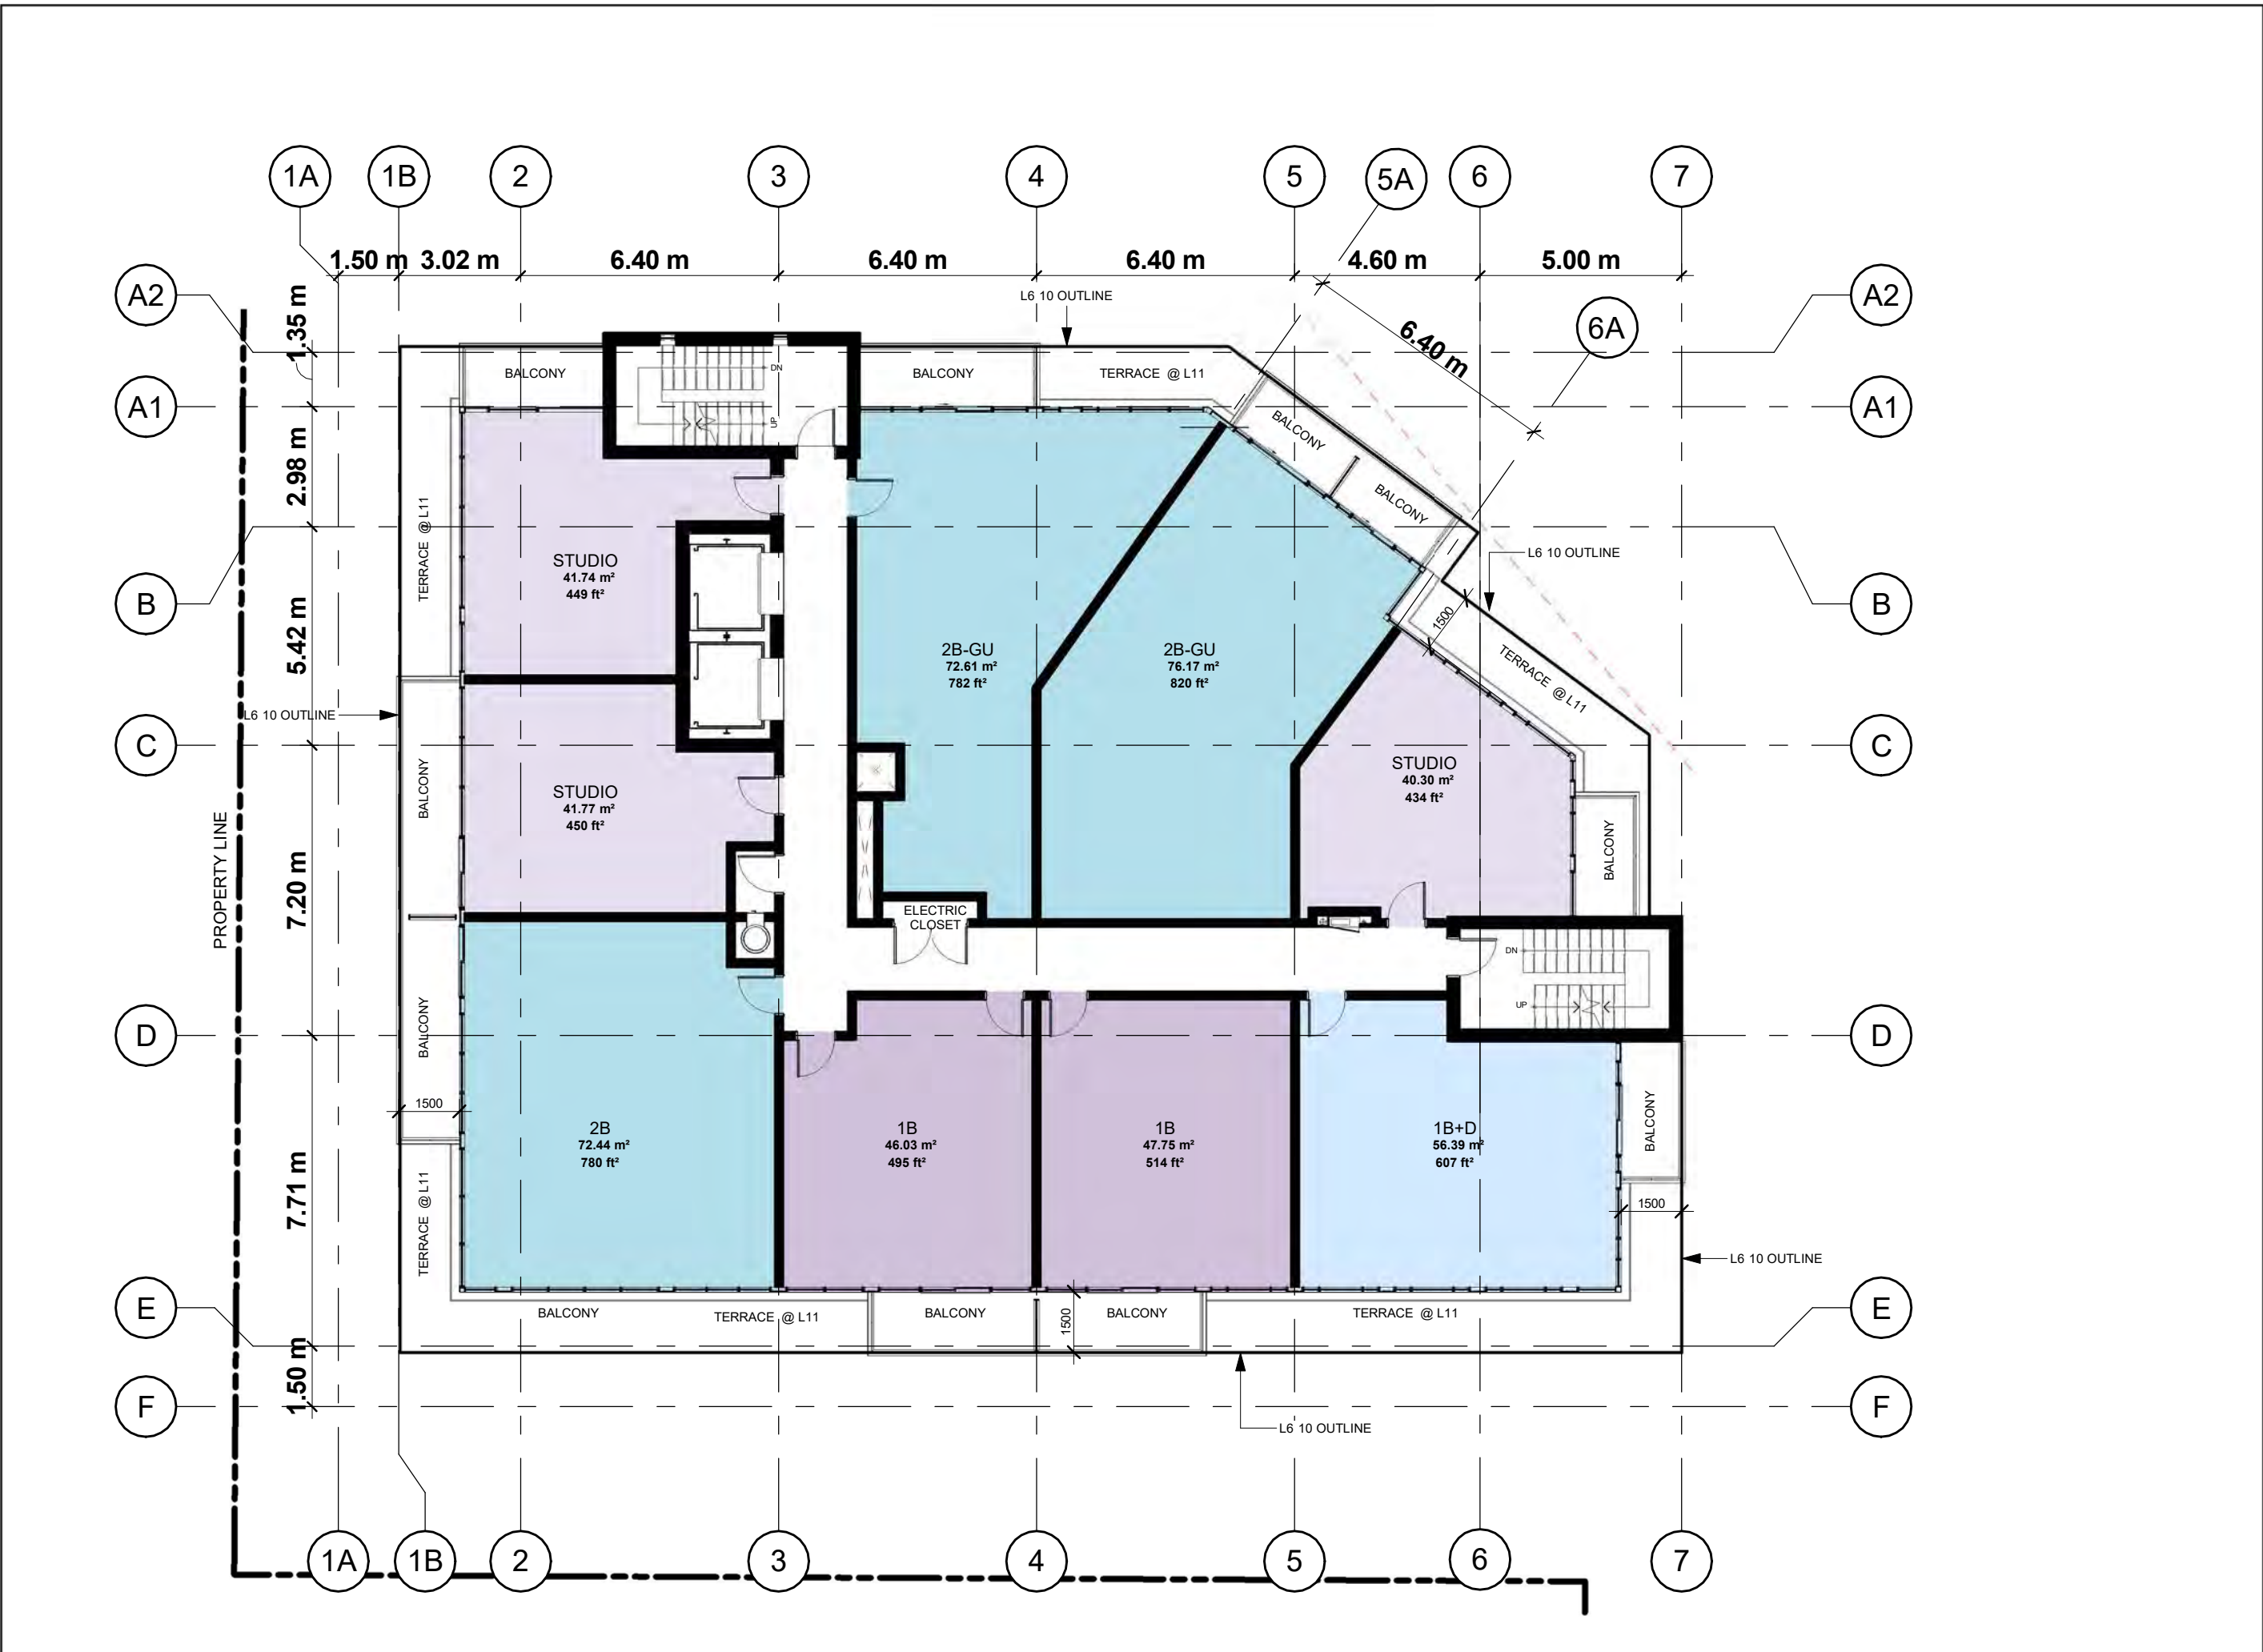 1A
1B
2
3
4
5
5A
6
7
1.50 m
3.02 m
6.40 m
6.40 m
6.40 m
4.60 m
5.00 m
A2
A2
L6 10 OUTLINE
1.35 m
6A
6.40 m
BALCONY
DN
BALCONY
TERRACE @ L11
A1
A1
UP
BALCONY
2.98 m
BALCONY
TERRACE @ L11
L6 10 OUTLINE
STUDIO
41.74 m²
449 ft²
B
B
1500
5.42 m
2B-GU
72.61 m²
782 ft²
2B-GU
76.17 m²
820 ft²
TERRACE @ L11
L6 10 OUTLINE
C
C
STUDIO
40.30 m²
434 ft²
BALCONY
STUDIO
41.77 m²
450 ft²
BALCONY
PROPERTY LINE
7.20 m
ELECTRIC
CLOSET
DN
UP
BALCONY
D
D
1500
2B
72.44 m²
780 ft²
1B
46.03 m²
495 ft²
1B
47.75 m²
514 ft²
1B+D
56.39 m²
607 ft²
BALCONY
7.71 m
TERRACE @ L11
1500
L6 10 OUTLINE
E
E
BALCONY
TERRACE @ L11
BALCONY
1500
BALCONY
TERRACE @ L11
1.50 m
F
F
L6 10 OUTLINE
1A
1B
2
3
4
5
6
7